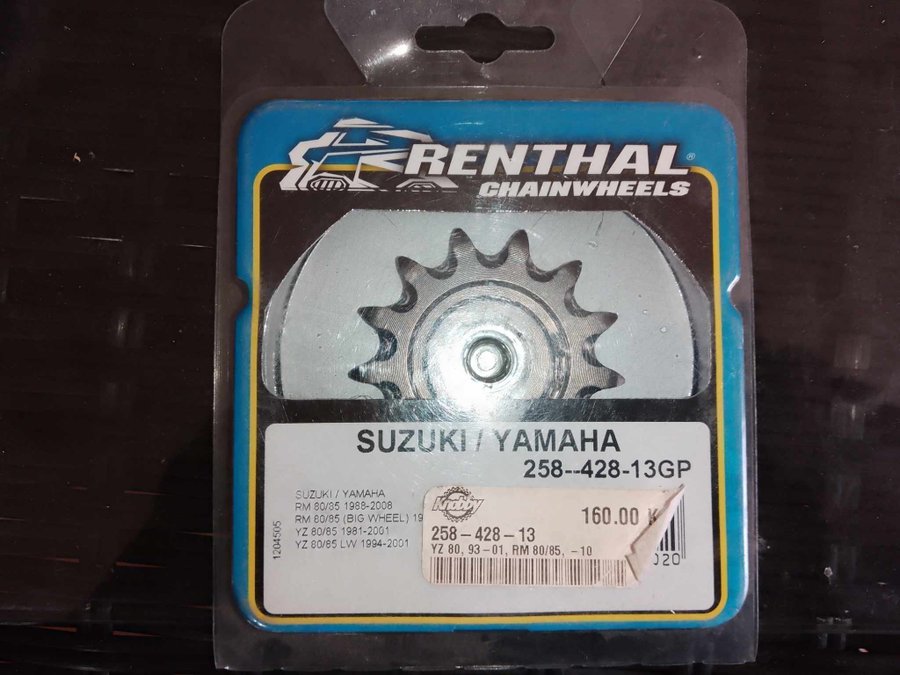 RENTHAL®
CHAINWHEELS
SUZUKI / YAMAHA
258--428-13GP
SUZUKI / YAMAHA
RM 80/85 1988-2008
RM 80/85 (BIG WHEEL) 19
YZ 80/85 1981-2001
YZ 80/85 LW 1994-2001
1204505
Knobby
160.00 K
258-428-13
YZ 80, 93-01, RM 80/85, -10
020